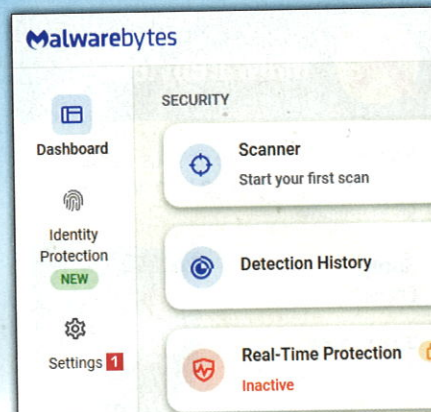 Malwarebytes
SECURITY
Dashboard
Scanner
Start your first scan
Identity
Protection
NEW
Detection History
Settings 1
Real-Time Protection
Inactive